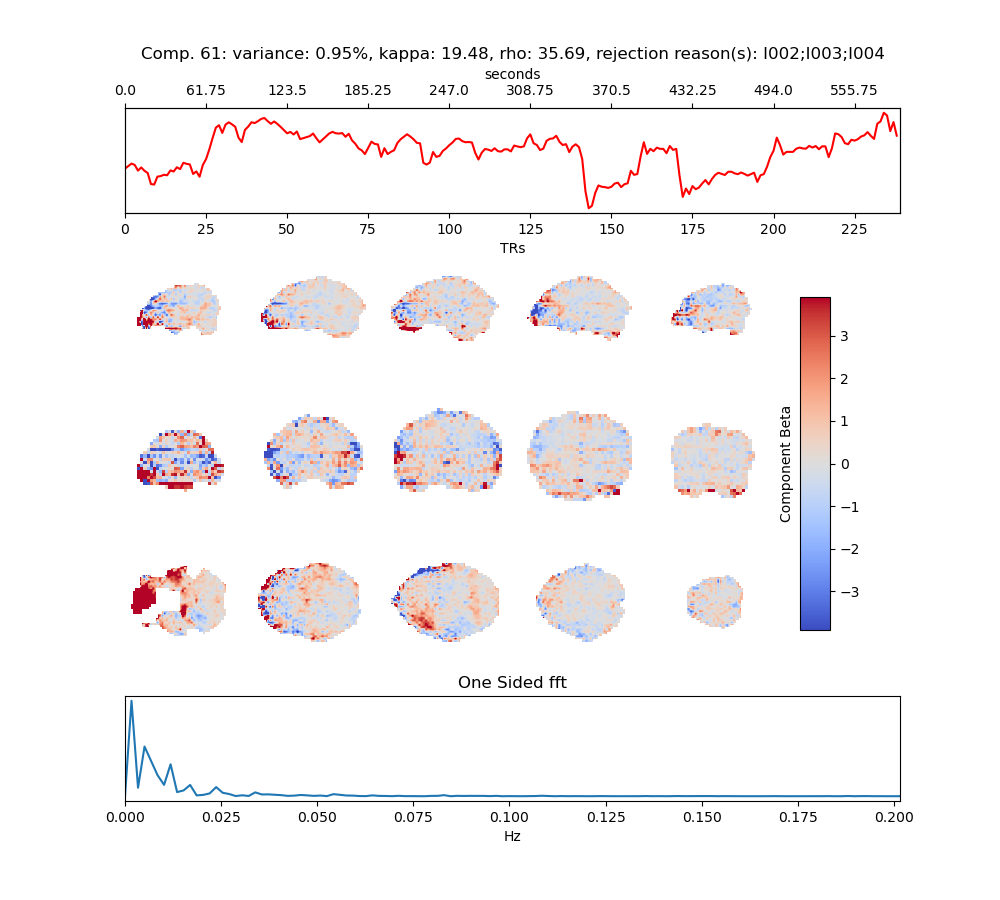 Comp. 61: variance: 0.95%, kappa: 19.48, rho: 35.69, rejection reason(s): I002;I003;I004
seconds
0.0 61.75 123.5 185.25 247.0 308.75 370.5 432.25 494.0 555.75
0 25 50 75 100 125 150 175 200 225
TRs
3
2
1
0
−1
−2
−3
Component Beta
One Sided fft
0.000 0.025 0.050 0.075 0.100 0.125 0.150 0.175 0.200
Hz